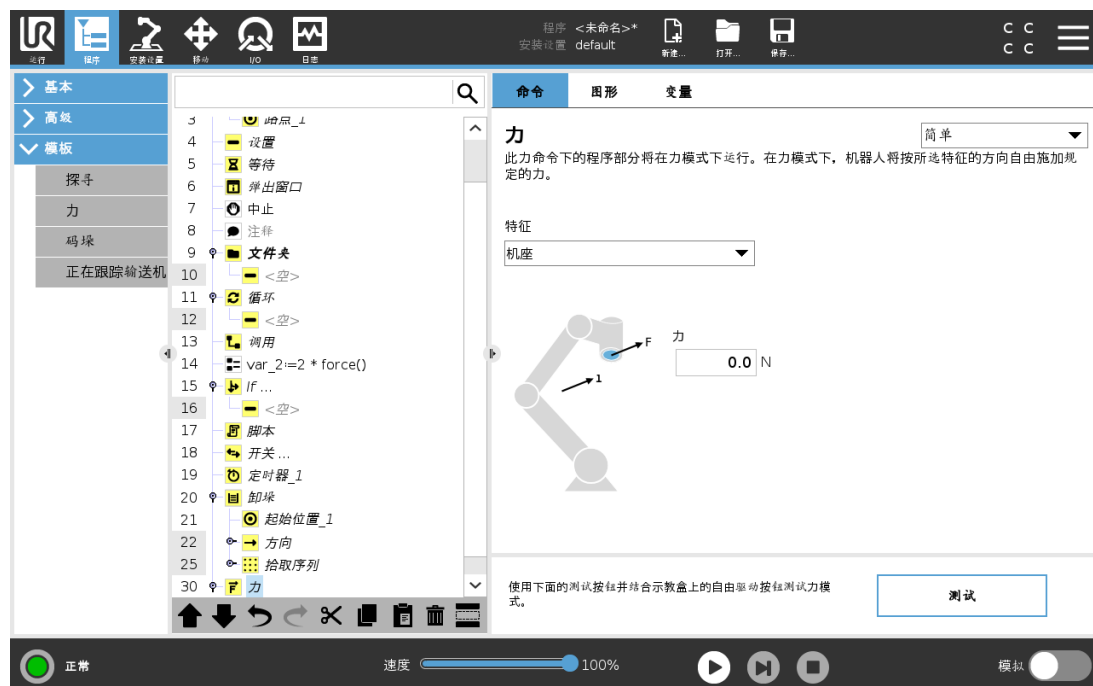 程序 <未命名>*
安装设置 default
运行 程序 安装设置 移动 I/O 日志
新建... 打开... 保存...
C C
C C
基本
高级
模板
探寻
力
码垛
正在跟踪输送机
3 路点_1
4 设置
5 等待
6 弹出窗口
7 中止
8 注释
9 文件夹
10 <空>
11 循环
12 <空>
13 调用
14 var_2:=2 * force()
15 If ...
16 <空>
17 脚本
18 开关 ...
19 定时器_1
20 卸垛
21 起始位置_1
22 方向
25 拾取序列
30 力
命令 图形 变量
力
简单
此力命令下的程序部分将在力模式下运行。在力模式下，机器人将按所选特征的方向自由施加规
定的力。
特征
机座
F
1
力
0.0 N
使用下面的测试按钮并结合示教盒上的自由驱动按钮测试力模
式。
测试
正常
速度 100%
模拟